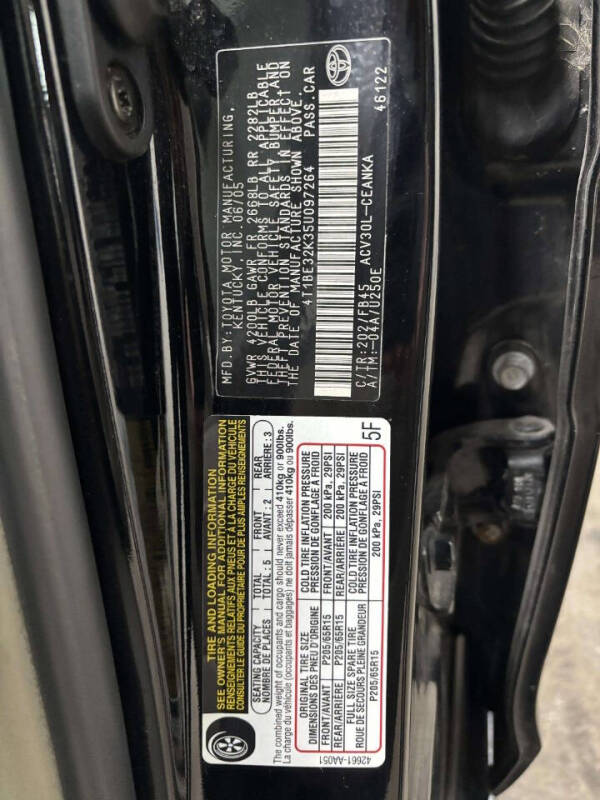 MFD.BY:TOYOTA MOTOR MANUFACTURING,
KENTUCKY, INC. 06/05
GVWR 4200LB GAWR FR 2668LB RR 2282LB
THIS VEHICLE CONFORMS TO ALL APPLICABLE
FEDERAL MOTOR VEHICLE SAFETY, BUMPER, AND
THEFT PREVENTION STANDARDS IN EFFECT ON
THE DATE OF MANUFACTURE SHOWN ABOVE.
4T1BE32K35U097264 PASS.CAR
C/TR:202/FB45 ACV30L-CEANKA
A/TM:-04A/U250E
46122
TIRE AND LOADING INFORMATION
SEE OWNER'S MANUAL FOR ADDITIONAL INFORMATION
RENSEIGNEMENTS RELATIFS AUX PNEUS ET A LA CHARGE DU VÉHICULE
CONSULTER LE GUIDE DU PROPRIETAIRE POUR DE PLUS AMPLES RENSEIGNEMENTS
SEATING CAPACITY TOTAL FRONT REAR
NOMBRE DE PLACES TOTAL : 5 AVANT : 2 ARRIÈRE : 3
The combined weight of occupants and cargo should never exceed 410kg or 900lbs.
La charge du véhicule (occupants et bagages) ne doit jamais dépasser 410kg ou 900lbs.
ORIGINAL TIRE SIZE COLD TIRE INFLATION PRESSURE
DIMENSIONS DES PNEU D'ORIGINE PRESSION DE GONFLAGE À FROID
FRONT/AVANT P205/65R15 FRONT/AVANT 200 kPa, 29PSI
REAR/ARRIÈRE P205/65R15 REAR/ARRIÈRE 200 kPa, 29PSI
FULL SIZE SPARE TIRE COLD TIRE INFLATION PRESSURE
ROUE DE SECOURS PLEINE GRANDEUR PRESSION DE GONFLAGE À FROID
P205/65R15 200 kPa, 29PSI
42661-AA051 5F